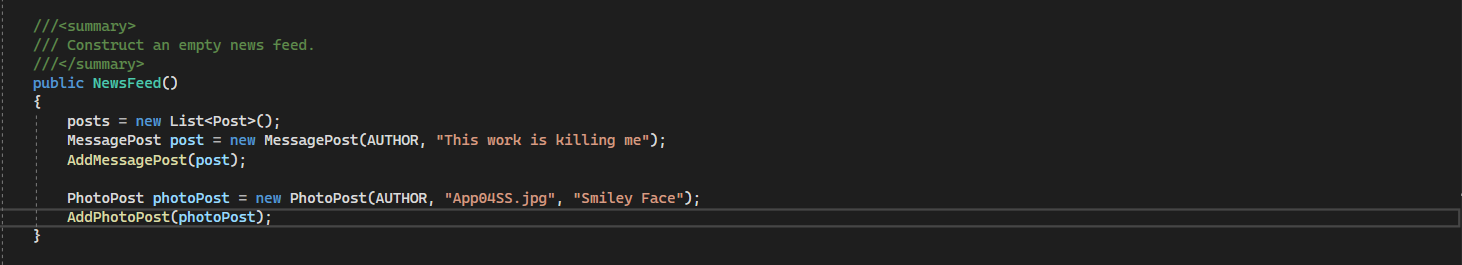 ///<summary>
/// Construct an empty news feed.
///</summary>
public NewsFeed()
{
posts = new List<Post>();
MessagePost post = new MessagePost(AUTHOR, "This work is killing me");
AddMessagePost(post);
PhotoPost photoPost = new PhotoPost(AUTHOR, "App04SS.jpg", "Smiley Face");
AddPhotoPost(photoPost);
}